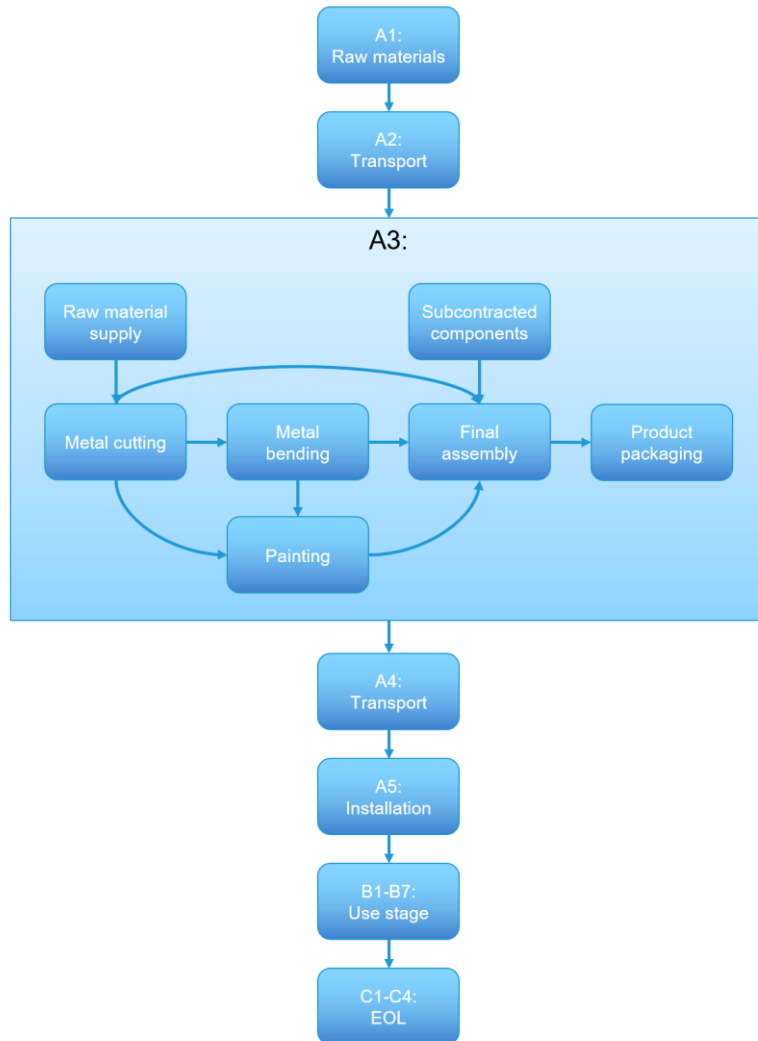 A1:
Raw materials
A2:
Transport
A3:
Raw material
supply
Subcontracted
components
Metal cutting
Metal
bending
Final
assembly
Product
packaging
Painting
A4:
Transport
A5:
Installation
B1-B7:
Use stage
C1-C4:
EOL